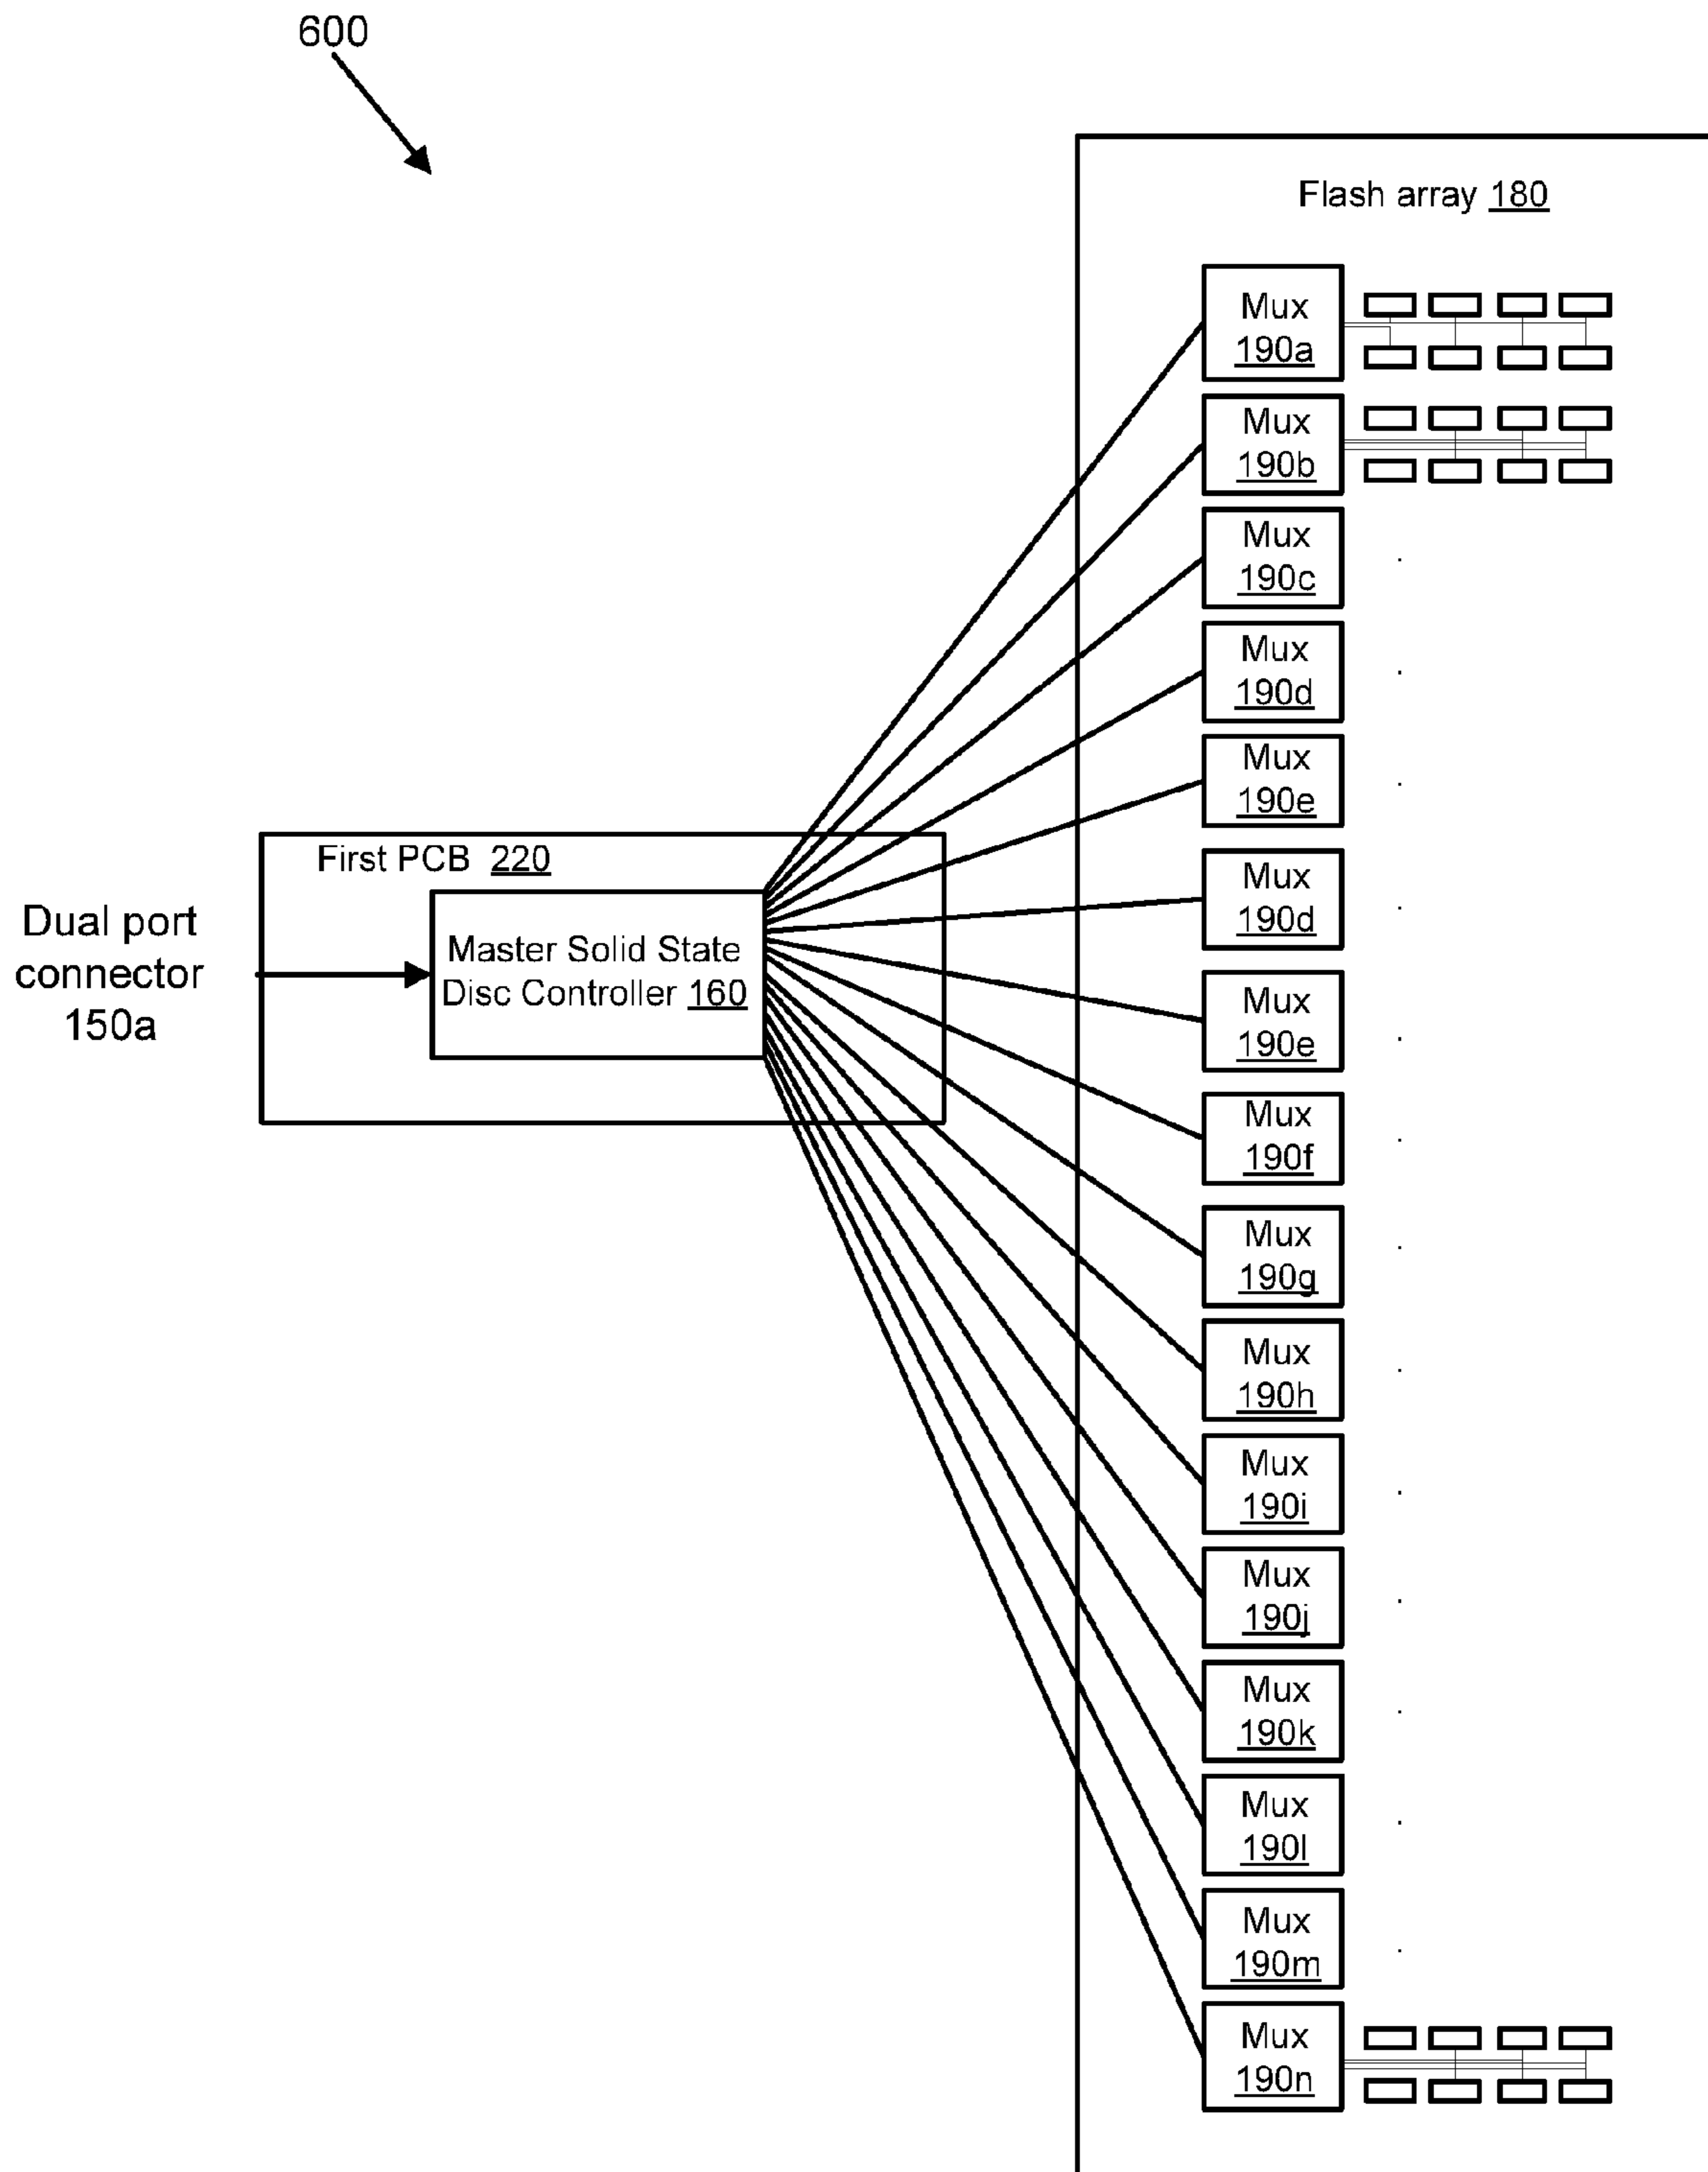 600
Flash array 180
Mux
190a
Mux
190b
Mux
190c
Mux
190d
Mux
190e
Mux
190d
Mux
190e
Mux
190f
Mux
190g
Mux
190h
Mux
190i
Mux
190j
Mux
190k
Mux
190l
Mux
190m
Mux
190n
First PCB 220
Master Solid State
Disc Controller 160
Dual port
connector
150a